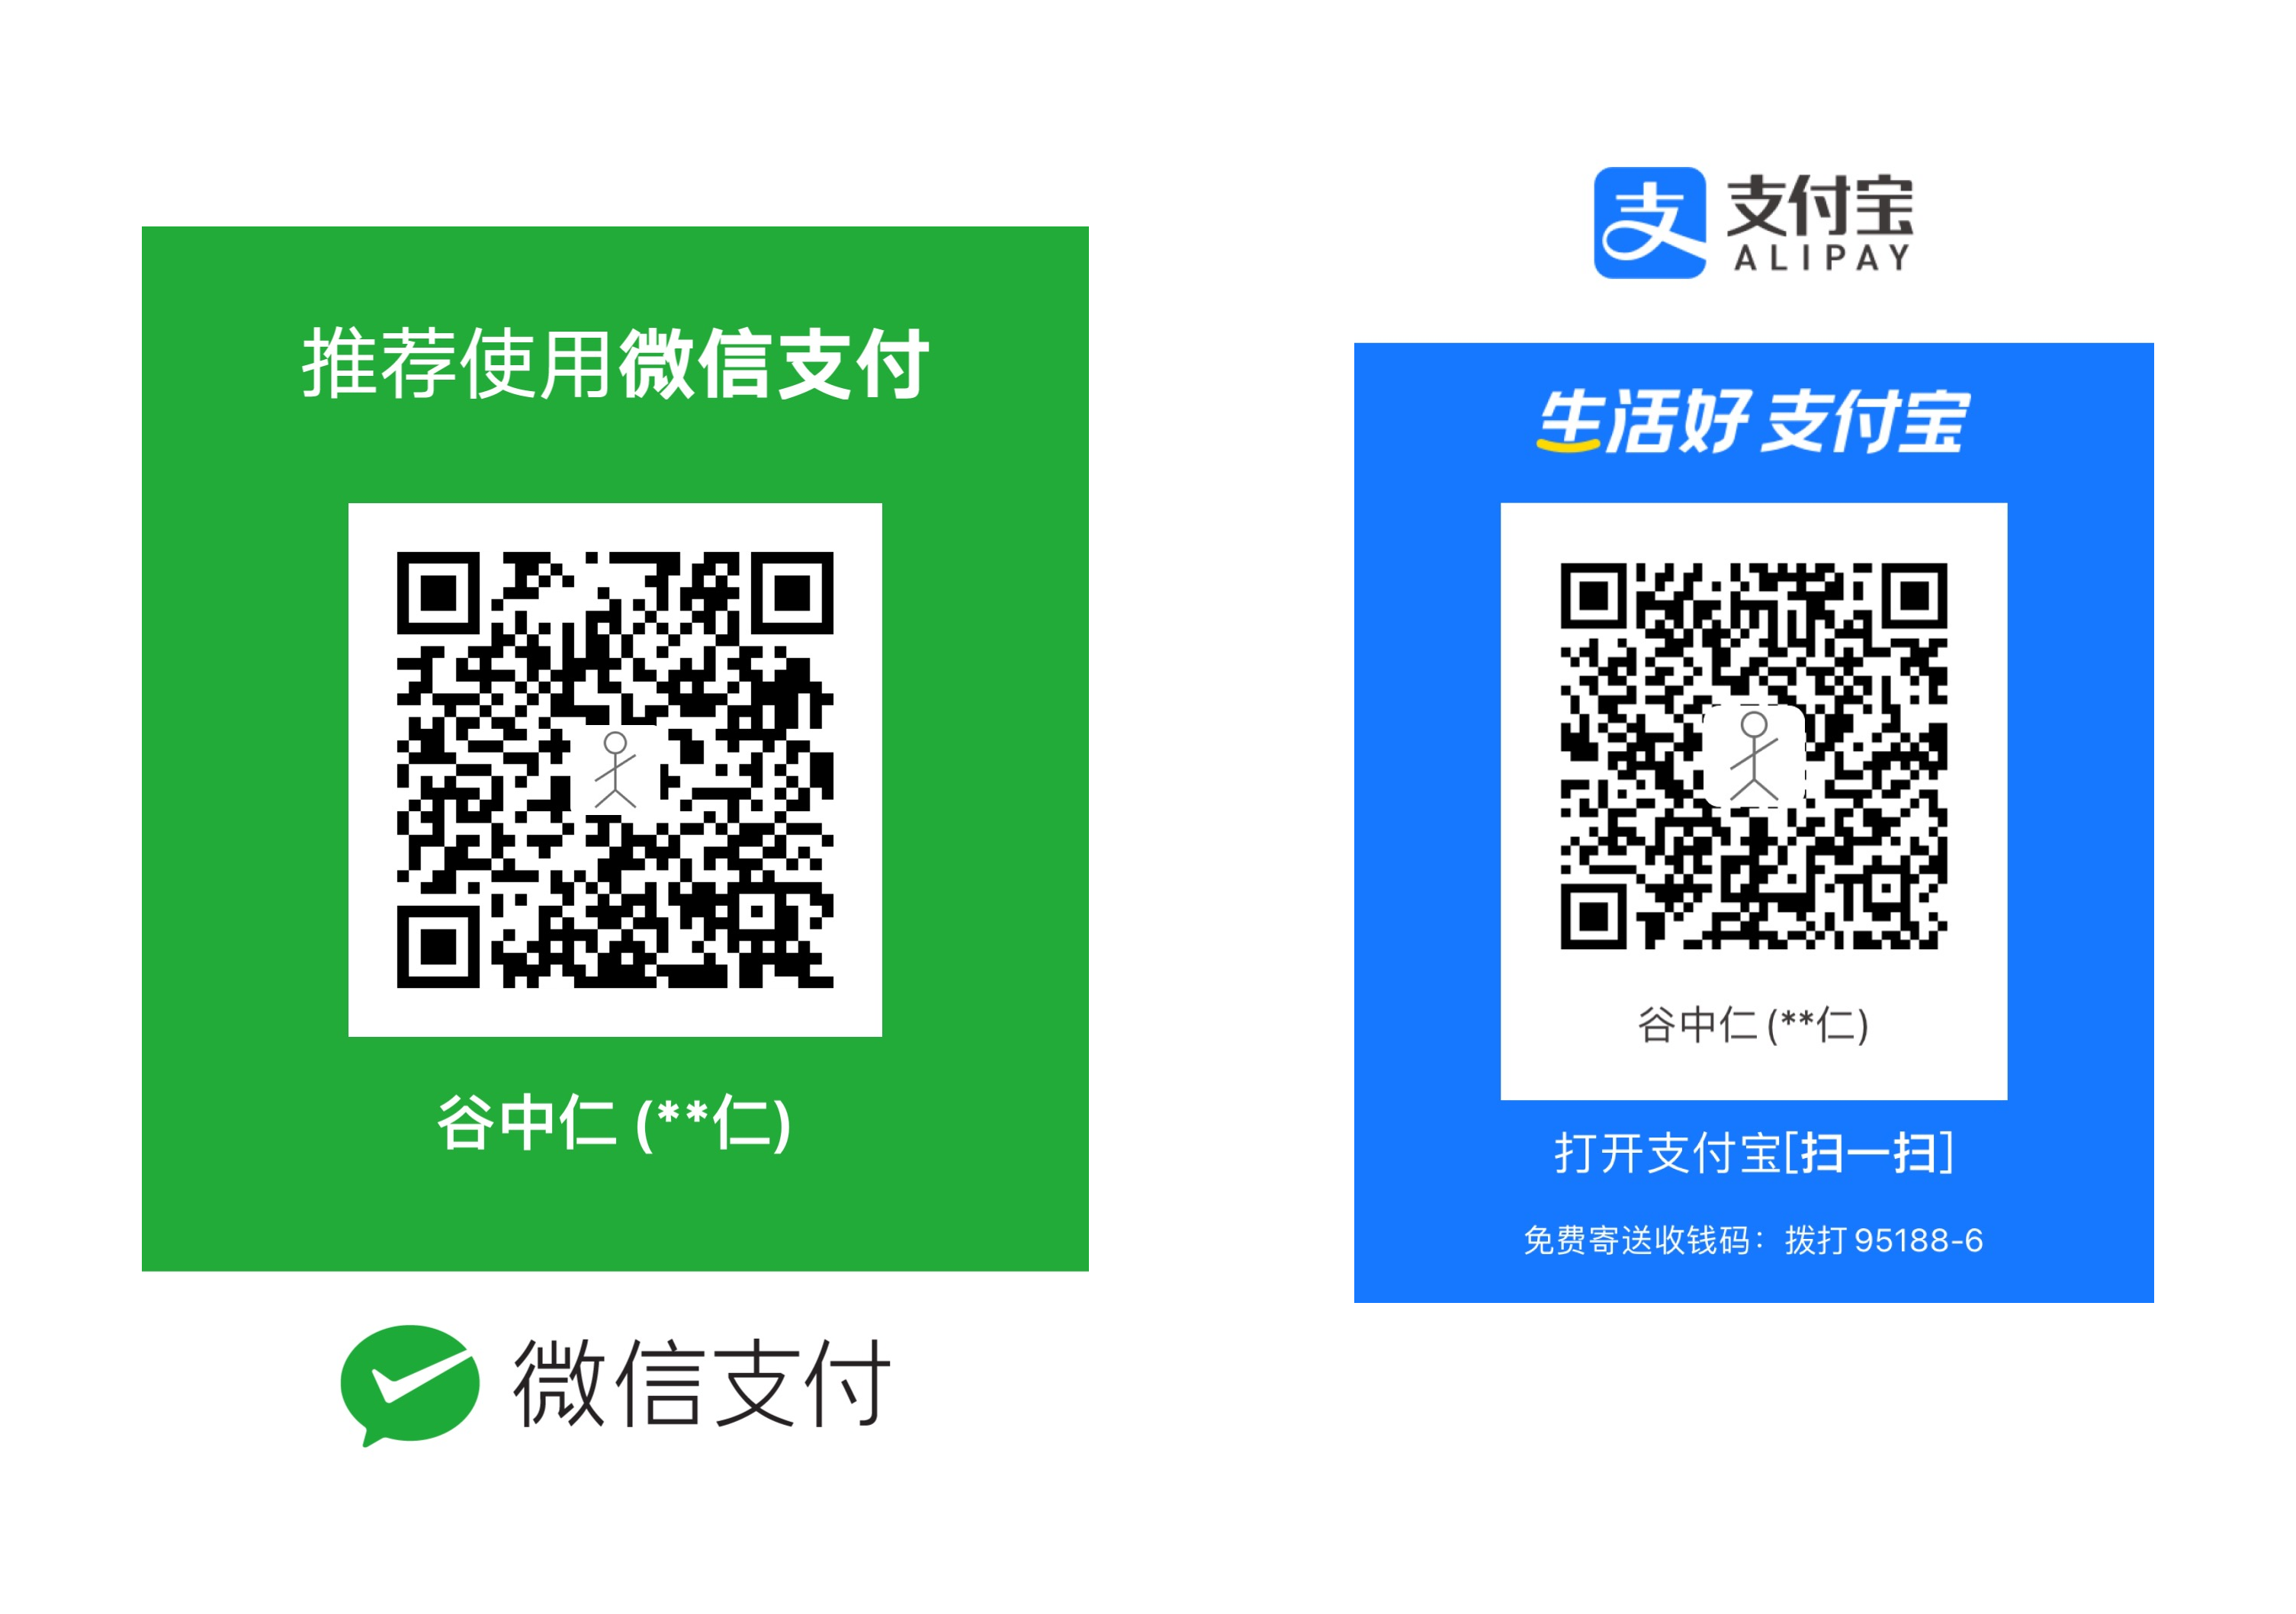 推荐使用微信支付
谷中仁 (**仁)
微信支付
支 支付宝
ALIPAY
生活好 支付宝
谷中仁 (**仁)
打开支付宝[扫一扫]
免费寄送收钱码：拨打 95188-6